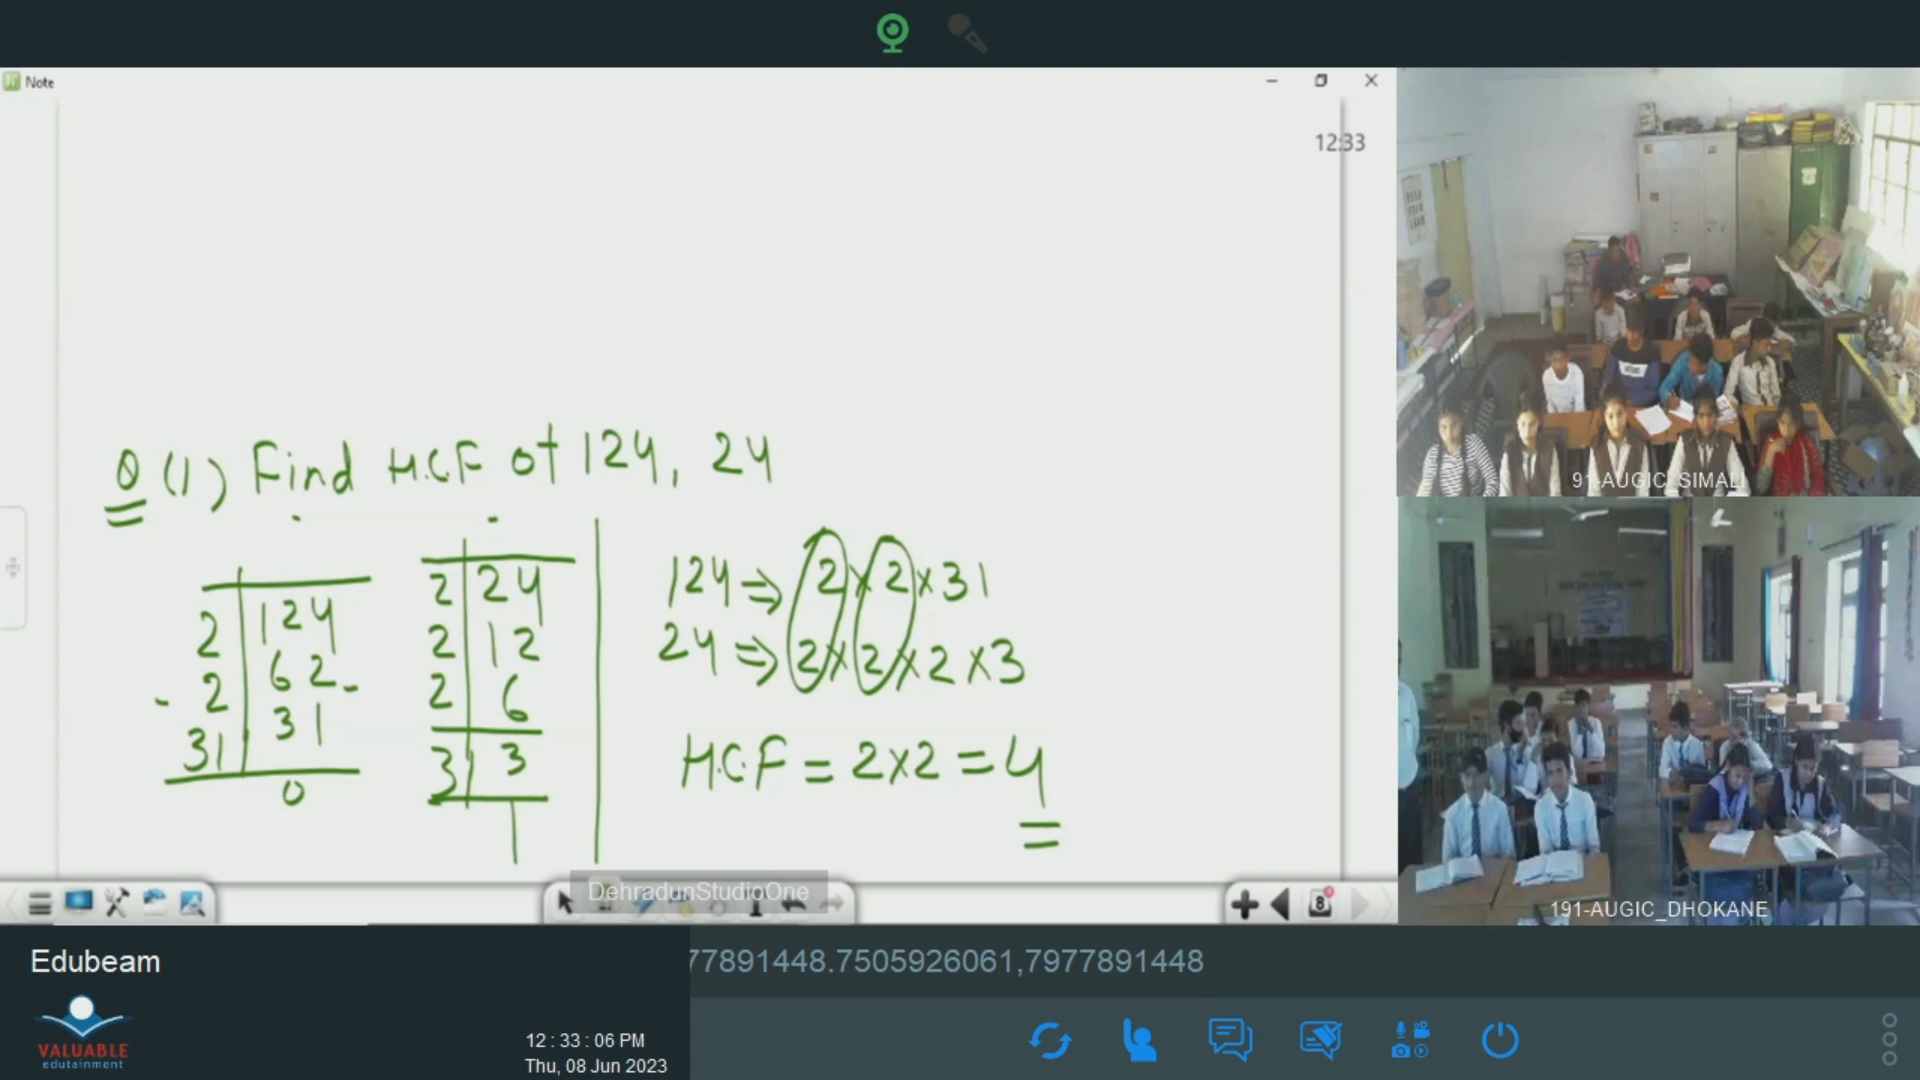 Note
12:33
Q (1) Find H.C.F of 124, 24
2 | 124
2 | 62
31 | 31
0
2 | 24
2 | 12
2 | 6
3 | 3
1
124 ⇒ 2 × 2 × 31
24 ⇒ 2 × 2 × 2 × 3
H.C.F = 2×2 = 4
DehradunStudioOne
8
91-AUGIC_SIMALI
191-AUGIC_DHOKANE
Edubeam
77891448.7505926061,7977891448
VALUABLE
edutainment
12 : 33 : 06 PM
Thu, 08 Jun 2023